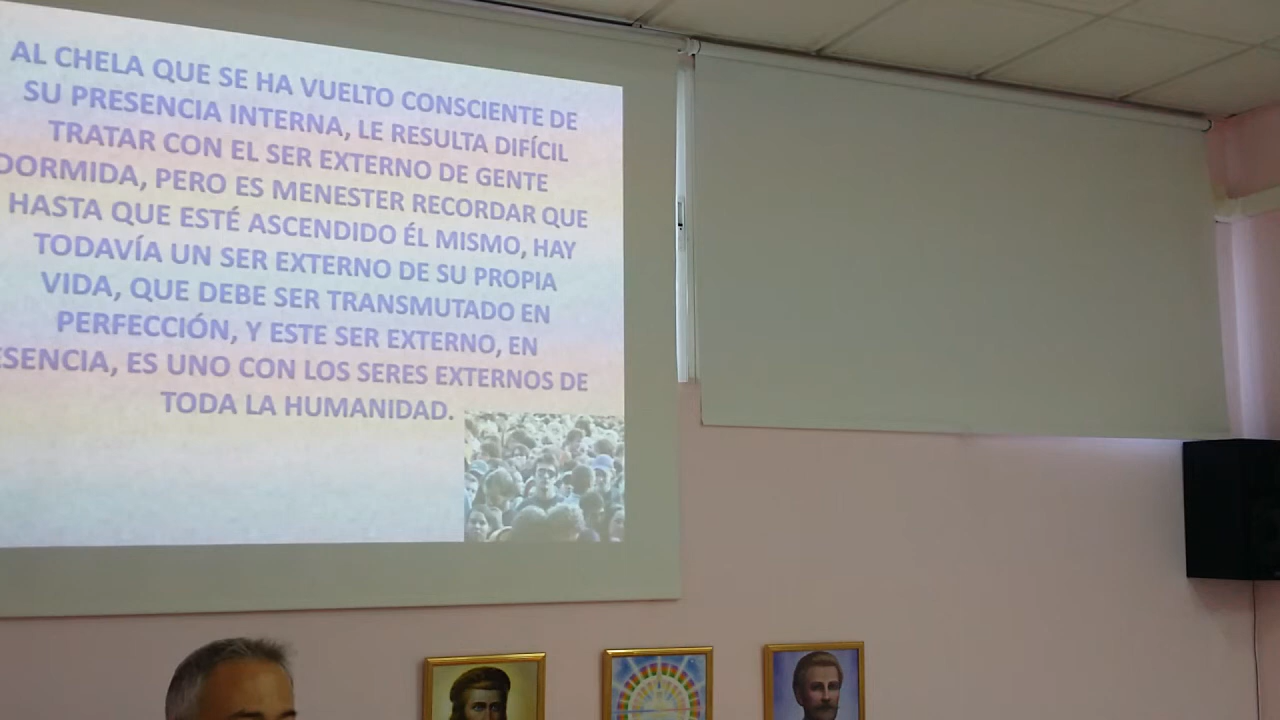 AL CHELA QUE SE HA VUELTO CONSCIENTE DE
SU PRESENCIA INTERNA, LE RESULTA DIFÍCIL
TRATAR CON EL SER EXTERNO DE GENTE
DORMIDA, PERO ES MENESTER RECORDAR QUE
HASTA QUE ESTÉ ASCENDIDO ÉL MISMO, HAY
TODAVÍA UN SER EXTERNO DE SU PROPIA
VIDA, QUE DEBE SER TRANSMUTADO EN
PERFECCIÓN, Y ESTE SER EXTERNO, EN
ESENCIA, ES UNO CON LOS SERES EXTERNOS DE
TODA LA HUMANIDAD.